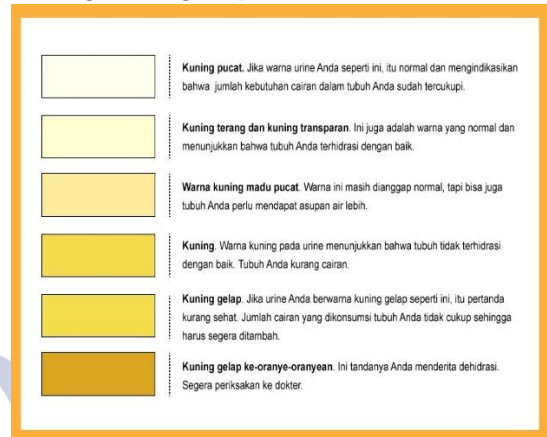 Kuning pucat. Jika warna urine Anda seperti ini, itu normal dan mengindikasikan
bahwa jumlah kebutuhan cairan dalam tubuh Anda sudah tercukupi.
Kuning terang dan kuning transparan. Ini juga adalah warna yang normal dan
menunjukkan bahwa tubuh Anda terhidrasi dengan baik.
Warna kuning madu pucat. Warna ini masih dianggap normal, tapi bisa juga
tubuh Anda perlu mendapat asupan air lebih.
Kuning. Warna kuning pada urine menunjukkan bahwa tubuh tidak terhidrasi
dengan baik. Tubuh Anda kurang cairan.
Kuning gelap. Jika urine Anda berwarna kuning gelap seperti ini, itu pertanda
kurang sehat. Jumlah cairan yang dikonsumsi tubuh Anda tidak cukup sehingga
harus segera ditambah.
Kuning gelap ke-oranye-oranyean. Ini tandanya Anda menderita dehidrasi.
Segera periksakan ke dokter.